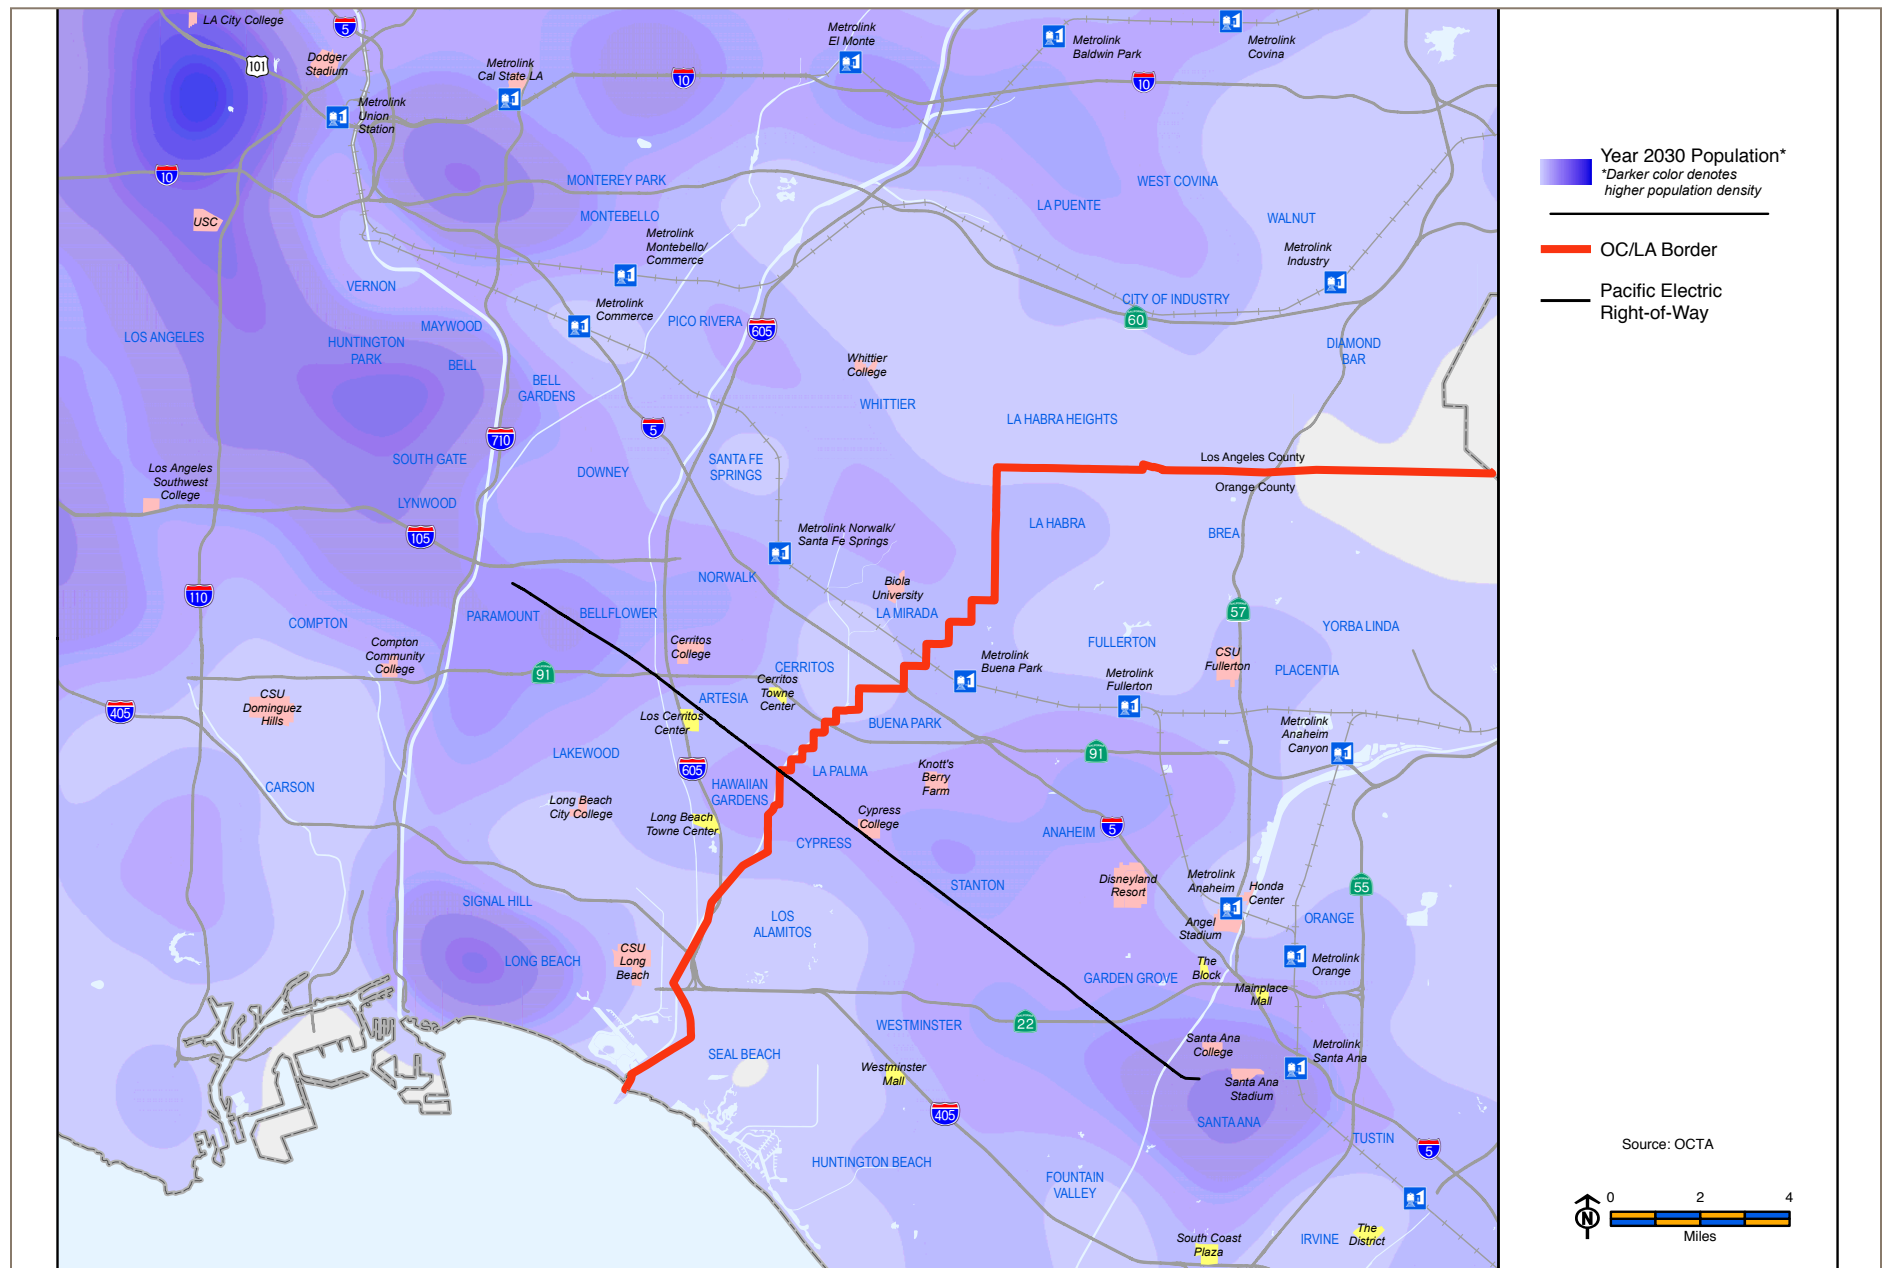 LA City College
5
101
Dodger
Stadium
Metrolink
Cal State LA
Metrolink
El Monte
Metrolink
Baldwin Park
Metrolink
Covina
10
10
Metrolink
Union
Station
10
USC
MONTEREY PARK
MONTEBELLO
Metrolink
Montebello/
Commerce
WEST COVINA
LA PUENTE
WALNUT
Metrolink
Industry
VERNON
LOS ANGELES
MAYWOOD
HUNTINGTON
PARK
BELL
Metrolink
Commerce
PICO RIVERA
605
CITY OF INDUSTRY
60
DIAMOND
BAR
BELL
GARDENS
Whittier
College
WHITTIER
LA HABRA HEIGHTS
710
5
SOUTH GATE
DOWNEY
SANTA FE
SPRINGS
Los Angeles County
Orange County
Los Angeles
Southwest
College
LYNWOOD
105
Metrolink Norwalk/
Santa Fe Springs
LA HABRA
BREA
NORWALK
Biola
University
LA MIRADA
110
PARAMOUNT
BELLFLOWER
57
COMPTON
Compton
Community
College
Cerritos
College
CERRITOS
FULLERTON
YORBA LINDA
CSU
Fullerton
PLACENTIA
91
Metrolink
Buena Park
Metrolink
Fullerton
405
CSU
Dominguez
Hills
ARTESIA
Cerritos
Towne
Center
Los Cerritos
Center
BUENA PARK
Metrolink
Anaheim
Canyon
91
LAKEWOOD
605
LA PALMA
Knott's
Berry
Farm
CARSON
HAWAIIAN
GARDENS
Long Beach
City College
Long Beach
Towne Center
Cypress
College
CYPRESS
ANAHEIM
5
STANTON
Disneyland
Resort
Metrolink
Anaheim
Honda
Center
55
SIGNAL HILL
LOS
ALAMITOS
Angel
Stadium
ORANGE
LONG BEACH
CSU
Long
Beach
The
Block
Metrolink
Orange
GARDEN GROVE
Mainplace
Mall
WESTMINSTER
22
Santa Ana
College
Metrolink
Santa Ana
SEAL BEACH
Westminster
Mall
Santa Ana
Stadium
405
SANTA ANA
TUSTIN
5
HUNTINGTON BEACH
FOUNTAIN
VALLEY
South Coast
Plaza
IRVINE
The
District
Year 2030 Population*
*Darker color denotes
higher population density
OC/LA Border
Pacific Electric
Right-of-Way
Source: OCTA
N
0 2 4
Miles